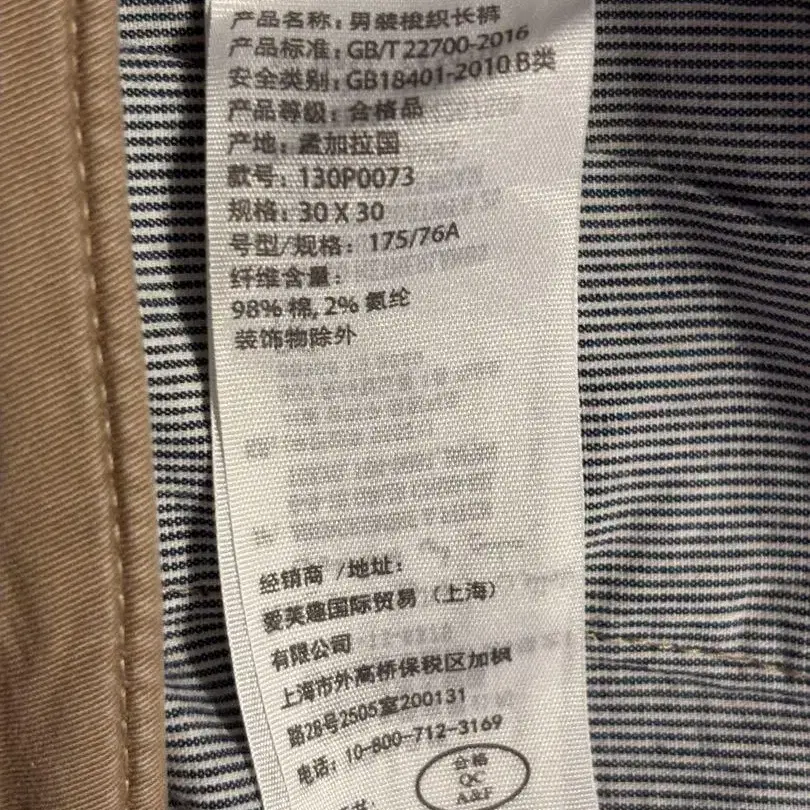 产品名称：男装梭织长裤
产品标准：GB/T 22700-2016
安全类别：GB18401-2010 B类
产品等级：合格品
产地：孟加拉国
款号：130P0073
规格：30 X 30
号型/规格：175/76A
纤维含量：
98% 棉, 2% 氨纶
装饰物除外
经销商 /地址：
爱芙趣国际贸易（上海）
有限公司
上海市外高桥保税区加枫
路28号2505室200131
电话：10-800-712-3169
合格
QC
A&F